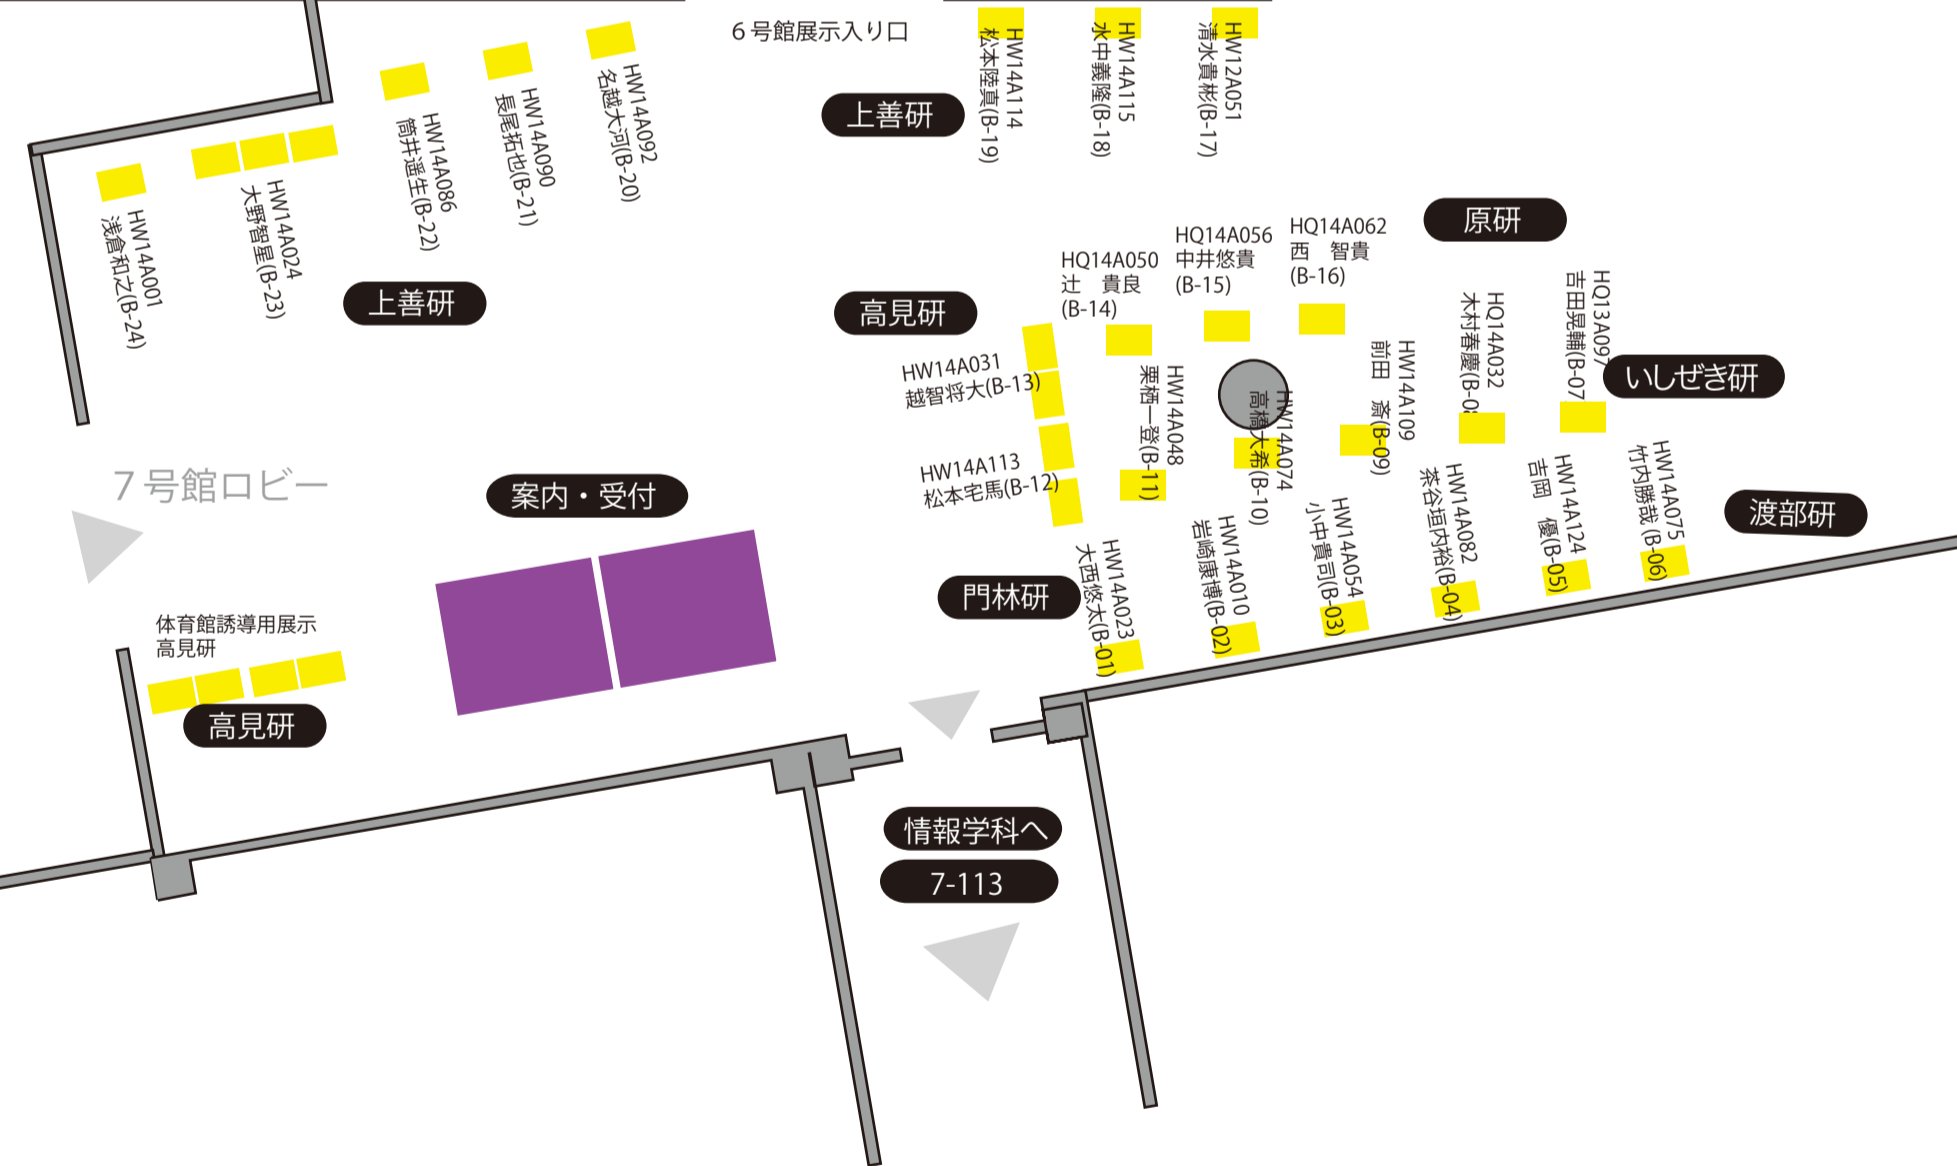 ６号館展示入り口
HW14A114
松本陸真(B-19)
HW14A115
水中義隆(B-18)
HW12A051
清水貴彬(B-17)
上善研
HW14A092
名越大河(B-20)
HW14A090
長尾拓也(B-21)
HW14A086
筒井遥生(B-22)
HW14A024
大野智星(B-23)
HW14A001
浅倉和之(B-24)
上善研
原研
HQ14A062
西　智貴
(B-16)
HQ14A056
中井悠貴
(B-15)
HQ14A050
辻　貴良
(B-14)
高見研
HW14A031
越智将大(B-13)
HW14A113
松本宅馬(B-12)
HW14A048
栗栖一登(B-11)
HW14A074
高橋大希(B-10)
HW14A109
前田　斎(B-09)
HQ14A032
木村春慶(B-08
HQ13A097
吉田晃輔(B-07
いしぜき研
HW14A075
竹内勝哉 (B-06)
HW14A124
吉岡　優(B-05)
HW14A082
茶谷垣内裕(B-04)
HW14A054
小中貴司(B-03)
HW14A010
岩崎康博(B-02)
HW14A023
大西悠太(B-01)
渡部研
門林研
７号館ロビー
案内・受付
体育館誘導用展示
高見研
高見研
情報学科へ
7-113